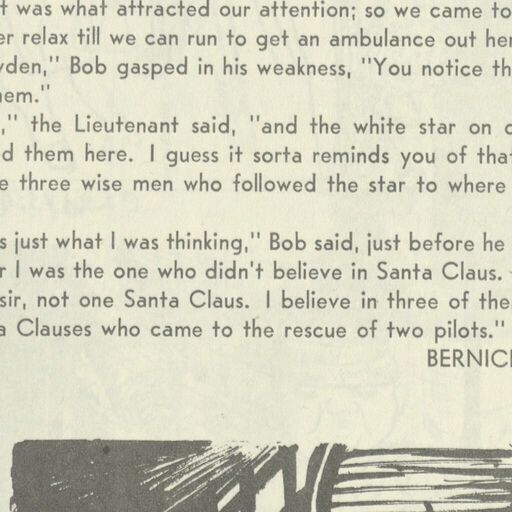 t was what attracted our attention; so we came to
er relax till we can run to get an ambulance out her
yden," Bob gasped in his weakness, "You notice th
hem."
," the Lieutenant said, "and the white star on o
d them here. I guess it sorta reminds you of that
e three wise men who followed the star to where
s just what I was thinking," Bob said, just before he
r I was the one who didn't believe in Santa Claus.
sir, not one Santa Claus. I believe in three of the
a Clauses who came to the rescue of two pilots."
BERNIC